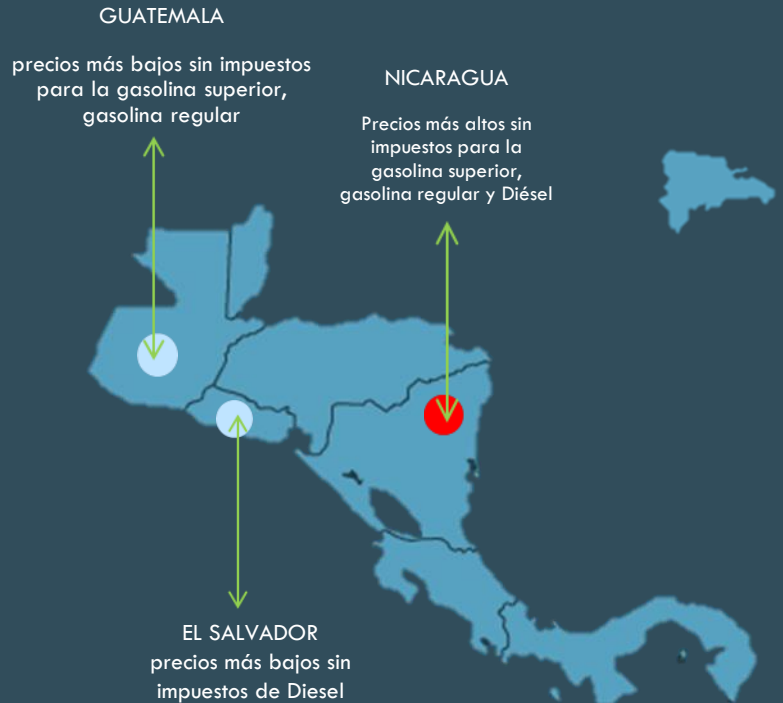 GUATEMALA
precios más bajos sin impuestos
para la gasolina superior,
gasolina regular
NICARAGUA
Precios más altos sin
impuestos para la
gasolina superior,
gasolina regular y Diésel
EL SALVADOR
precios más bajos sin
impuestos de Diesel